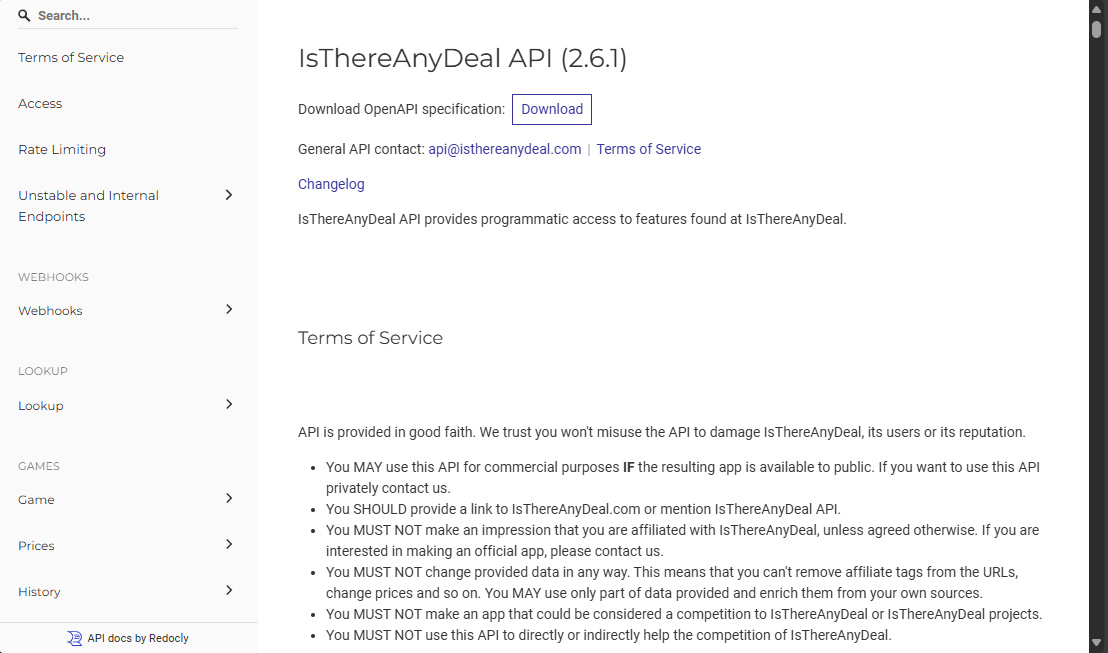 Search...
Terms of Service
Access
Rate Limiting
Unstable and Internal
Endpoints
WEBHOOKS
Webhooks
LOOKUP
Lookup
GAMES
Game
Prices
History
API docs by Redocly
IsThereAnyDeal API (2.6.1)
Download OpenAPI specification: Download
General API contact: api@isthereanydeal.com | Terms of Service
Changelog
IsThereAnyDeal API provides programmatic access to features found at IsThereAnyDeal.
Terms of Service
API is provided in good faith. We trust you won't misuse the API to damage IsThereAnyDeal, its users or its reputation.
• You MAY use this API for commercial purposes IF the resulting app is available to public. If you want to use this API
privately contact us.
• You SHOULD provide a link to IsThereAnyDeal.com or mention IsThereAnyDeal API.
• You MUST NOT make an impression that you are affiliated with IsThereAnyDeal, unless agreed otherwise. If you are
interested in making an official app, please contact us.
• You MUST NOT change provided data in any way. This means that you can't remove affiliate tags from the URLs,
change prices and so on. You MAY use only part of data provided and enrich them from your own sources.
• You MUST NOT make an app that could be considered a competition to IsThereAnyDeal or IsThereAnyDeal projects.
• You MUST NOT use this API to directly or indirectly help the competition of IsThereAnyDeal.